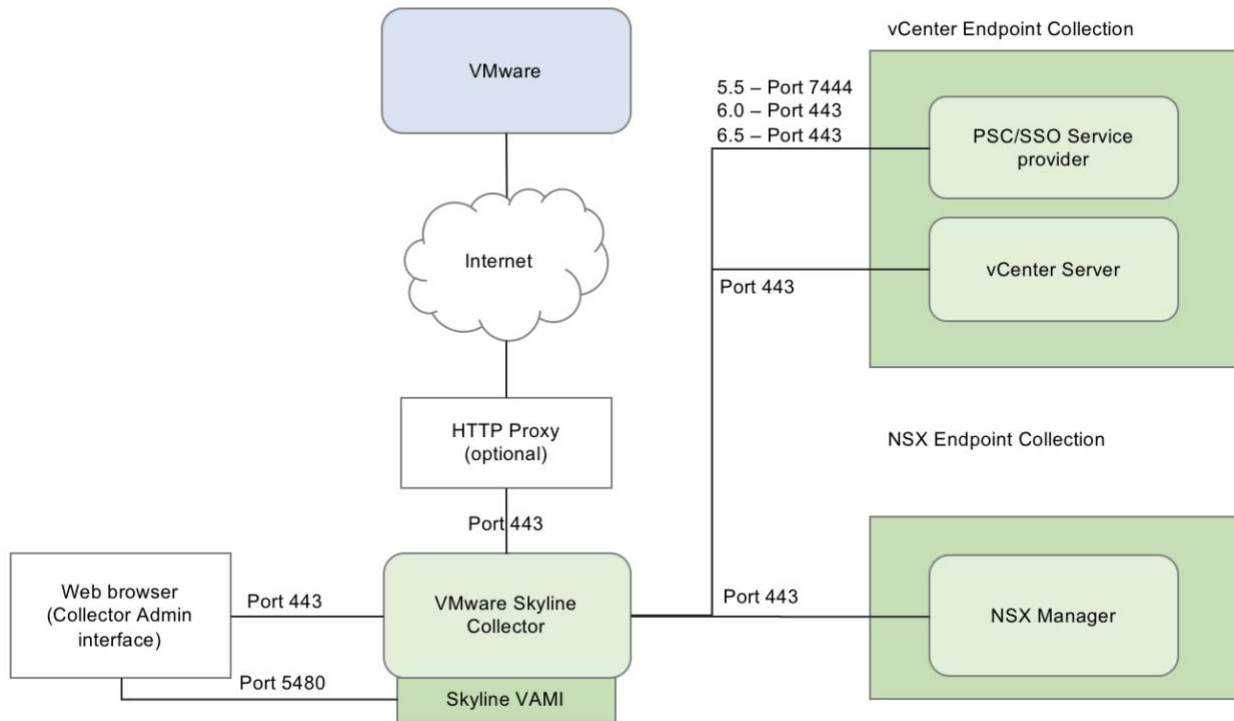 vCenter Endpoint Collection
VMware
5.5 – Port 7444
6.0 – Port 443
6.5 – Port 443
PSC/SSO Service
provider
Internet
vCenter Server
Port 443
HTTP Proxy
(optional)
NSX Endpoint Collection
Port 443
Web browser
(Collector Admin
interface)
Port 443
VMware Skyline
Collector
Port 443
NSX Manager
Port 5480
Skyline VAMI